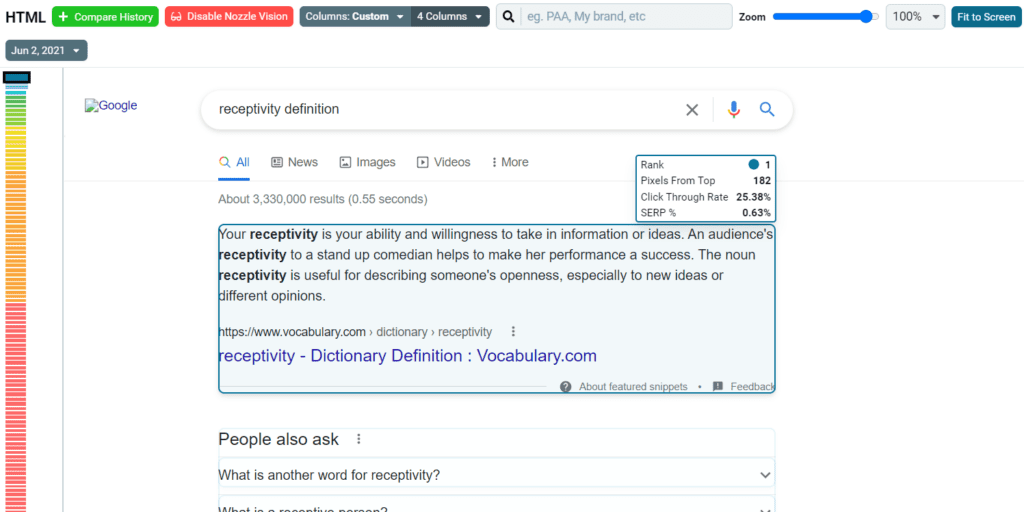 HTML + Compare History Disable Nozzle Vision Columns: Custom 4 Columns eg. PAA, My brand, etc Zoom 100% Fit to Screen
Jun 2, 2021
Google
receptivity definition
All News Images Videos More
Rank 1
Pixels From Top 182
Click Through Rate 25.38%
SERP % 0.63%
About 3,330,000 results (0.55 seconds)
Your receptivity is your ability and willingness to take in information or ideas. An audience's
receptivity to a stand up comedian helps to make her performance a success. The noun
receptivity is useful for describing someone's openness, especially to new ideas or
different opinions.
https://www.vocabulary.com › dictionary › receptivity
receptivity - Dictionary Definition : Vocabulary.com
About featured snippets • Feedback
People also ask
What is another word for receptivity?
What is a receptive person?